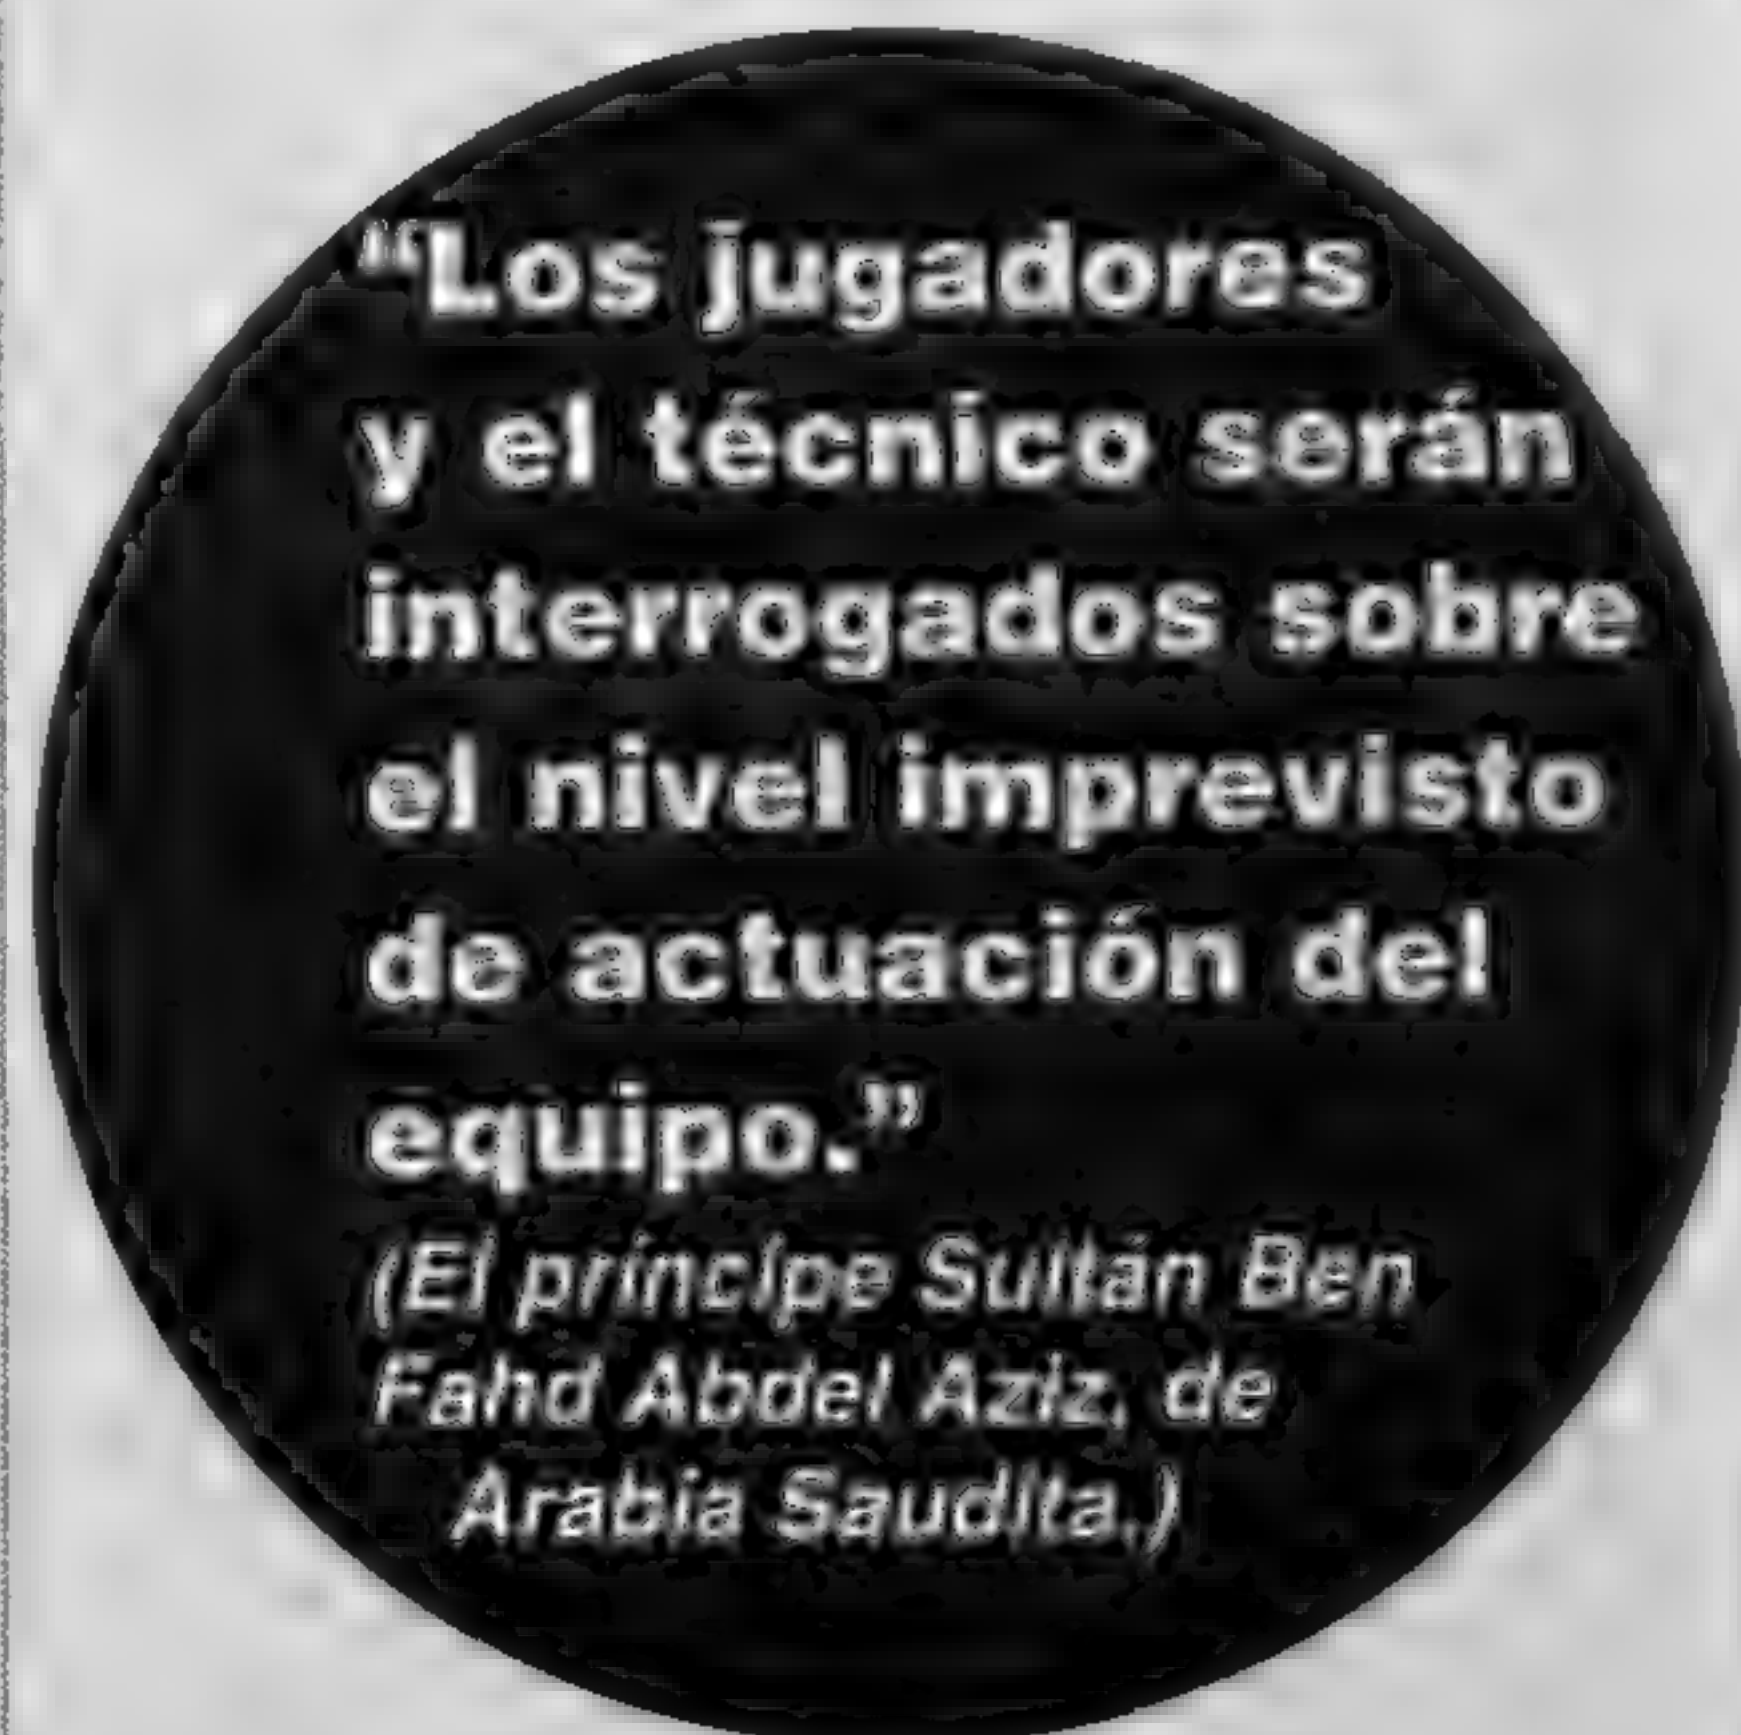 “Los jugadores
y el técnico serán
interrogados sobre
el nivel imprevisto
de actuación del
equipo.”
(El príncipe Sultán Ben
Fahd Abdel Aziz, de
Arabia Saudita.)